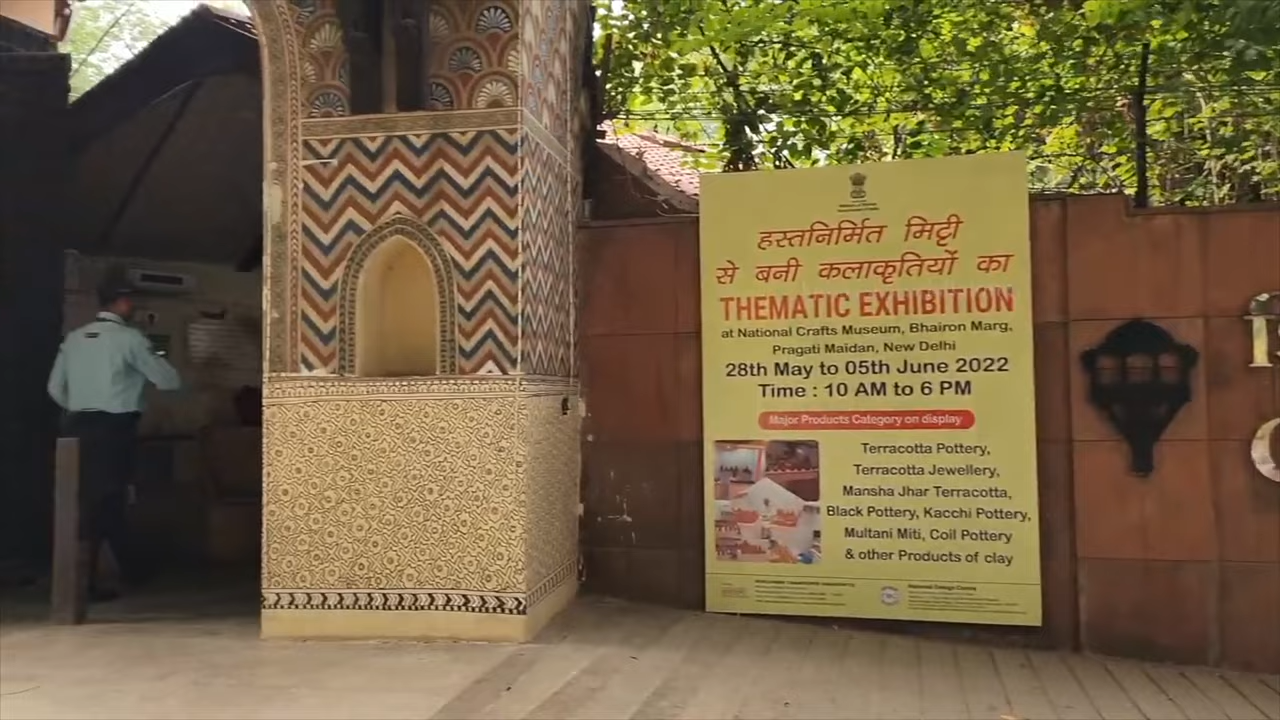 हस्तनिर्मित मिट्टी
से बनी कलाकृतियों का
THEMATIC EXHIBITION
at National Crafts Museum, Bhairon Marg,
Pragati Maidan, New Delhi
28th May to 05th June 2022
Time : 10 AM to 6 PM
Major Products Category on display
Terracotta Pottery,
Terracotta Jewellery,
Mansha Jhar Terracotta,
Black Pottery, Kacchi Pottery,
Multani Miti, Coil Pottery
& other Products of clay